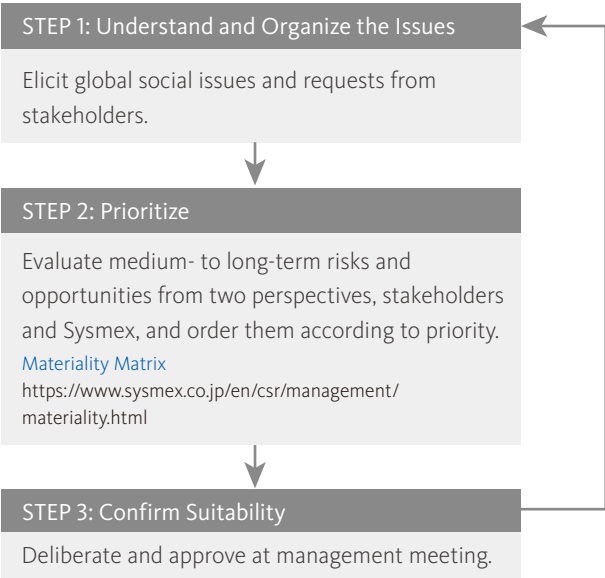 STEP 1: Understand and Organize the Issues
Elicit global social issues and requests from
stakeholders.
STEP 2: Prioritize
Evaluate medium- to long-term risks and
opportunities from two perspectives, stakeholders
and Sysmex, and order them according to priority.
Materiality Matrix
https://www.sysmex.co.jp/en/csr/management/
materiality.html
STEP 3: Confirm Suitability
Deliberate and approve at management meeting.